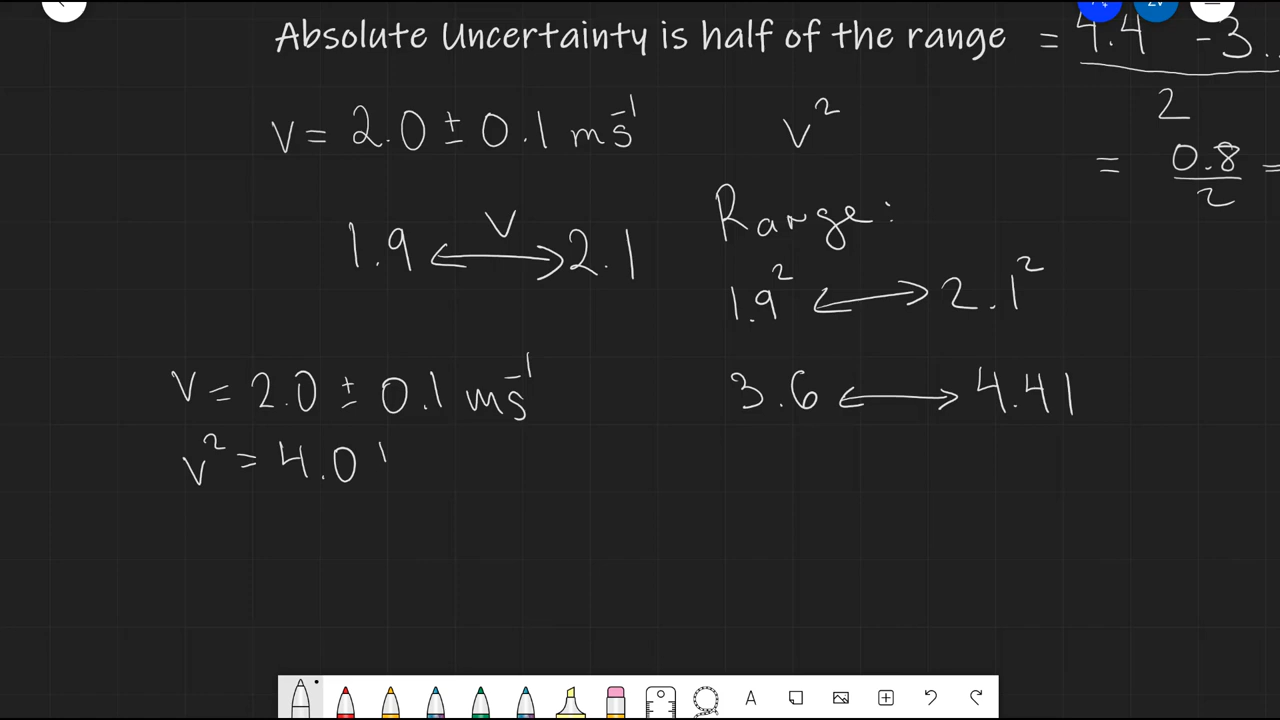 Absolute Uncertainty is half of the range = 4.4 - 3.
2
v = 2.0 ± 0.1 ms⁻¹
v²
= 0.8
2
=
1.9 ⟷ 2.1
v
Range:
1.9² ⟷ 2.1²
v = 2.0 ± 0.1 ms⁻¹
3.6 ⟷ 4.41
v² = 4.0
A